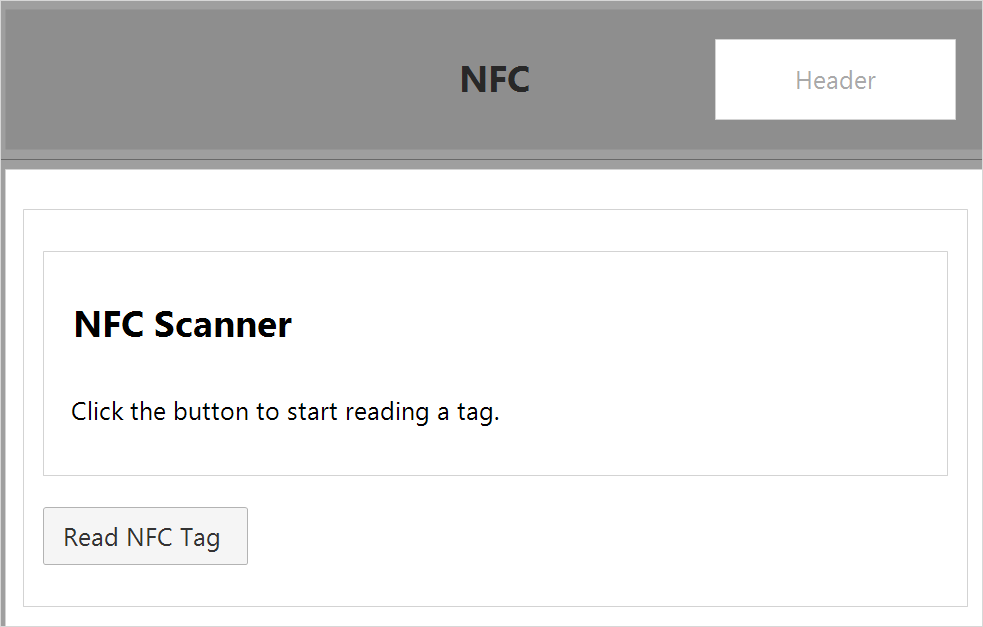 NFC
Header
NFC Scanner
Click the button to start reading a tag.
Read NFC Tag